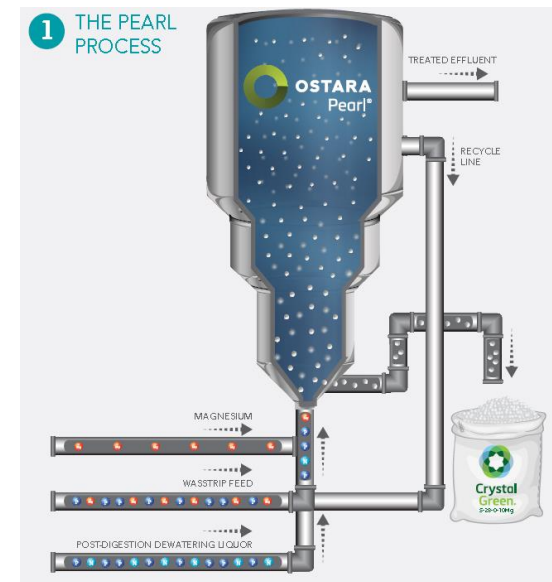 1 THE PEARL
PROCESS
TREATED EFFLUENT
OSTARA
Pearl®
RECYCLE
LINE
MAGNESIUM
WASSTRIP FEED
Crystal
Green.
5-28-0-10Mg
POST-DIGESTION DEWATERING LIQUOR